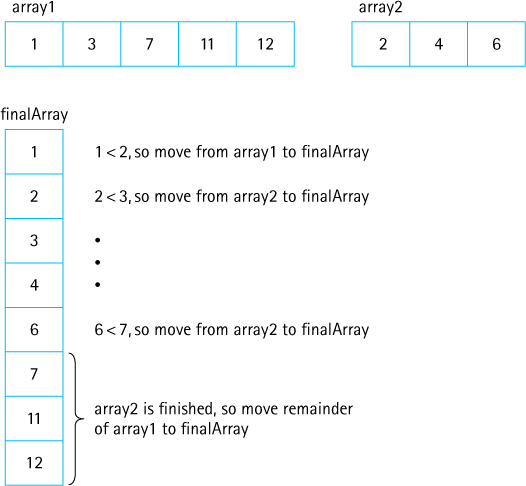 array1 array2
1 3 7 11 12 2 4 6
finalArray
1 1 < 2, so move from array1 to finalArray
2 2 < 3, so move from array2 to finalArray
3 •
•
4 •
6 6 < 7, so move from array2 to finalArray
7
array2 is finished, so move remainder
11 of array1 to finalArray
12